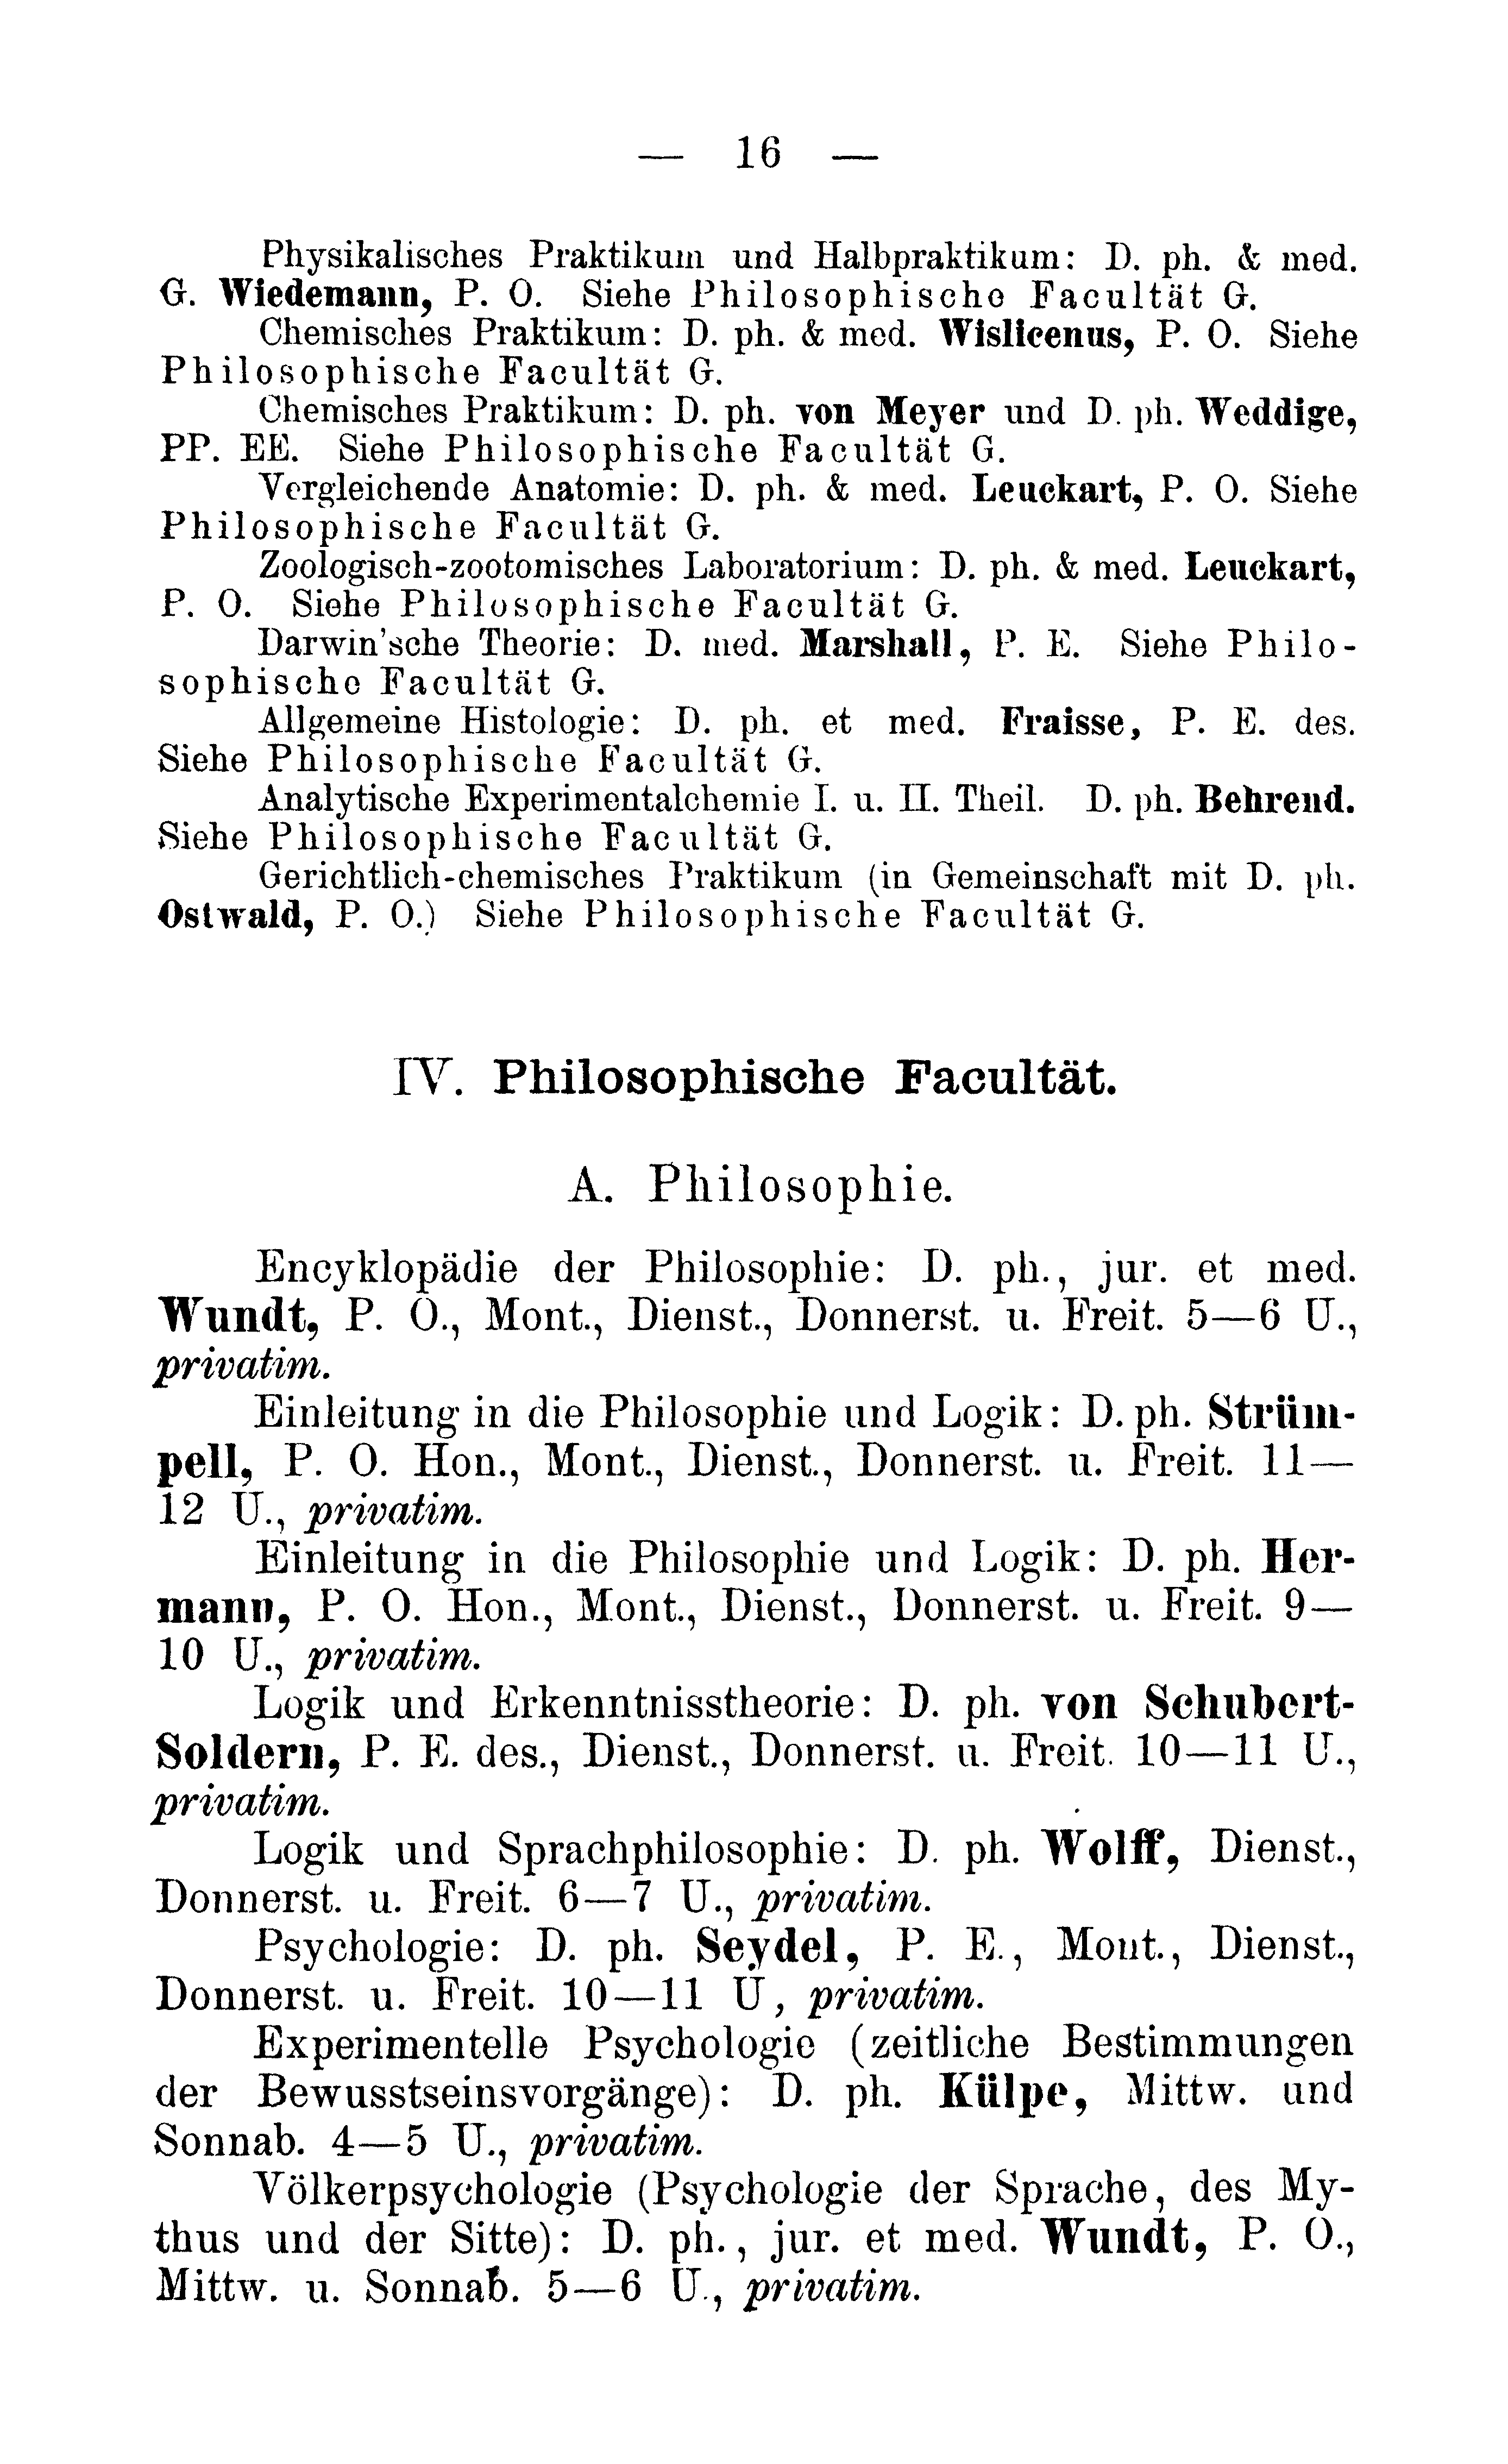 — 16 —
Physikalisches Praktikum und Halbpraktikum: D. ph. & med.
G. Wiedemann, P. O. Siehe Philosophische Facultät G.
Chemisches Praktikum: D. ph. & med. Wislicenus, P. O. Siehe
Philosophische Facultät G.
Chemisches Praktikum: D. ph. von Meyer und D. ph. Weddige,
PP. EE. Siehe Philosophische Facultät G.
Vergleichende Anatomie: D. ph. & med. Leuckart, P. O. Siehe
Philosophische Facultät G.
Zoologisch-zootomisches Laboratorium: D. ph. & med. Leuckart,
P. O. Siehe Philosophische Facultät G.
Darwin'sche Theorie: D. med. Marshall, P. E. Siehe Philo-
sophische Facultät G.
Allgemeine Histologie: D. ph. et med. Fraisse, P. E. des.
Siehe Philosophische Facultät G.
Analytische Experimentalchemie I. u. II. Theil. D. ph. Behrend.
Siehe Philosophische Facultät G.
Gerichtlich-chemisches Praktikum (in Gemeinschaft mit D. ph.
Ostwald, P. O.) Siehe Philosophische Facultät G.
IV. Philosophische Facultät.
A. Philosophie.
Encyklopädie der Philosophie: D. ph., jur. et med.
Wundt, P. O., Mont., Dienst., Donnerst. u. Freit. 5—6 U.,
privatim.
Einleitung in die Philosophie und Logik: D. ph. Strüm-
pell, P. O. Hon., Mont., Dienst., Donnerst. u. Freit. 11—
12 U., privatim.
Einleitung in die Philosophie und Logik: D. ph. Her-
mann, P. O. Hon., Mont., Dienst., Donnerst. u. Freit. 9—
10 U., privatim.
Logik und Erkenntnisstheorie: D. ph. von Schubert-
Soldern, P. E. des., Dienst., Donnerst. u. Freit. 10—11 U.,
privatim.
Logik und Sprachphilosophie: D. ph. Wolff, Dienst.,
Donnerst. u. Freit. 6—7 U., privatim.
Psychologie: D. ph. Seydel, P. E., Mont., Dienst.,
Donnerst. u. Freit. 10—11 U, privatim.
Experimentelle Psychologie (zeitliche Bestimmungen
der Bewusstseinsvorgänge): D. ph. Külpe, Mittw. und
Sonnab. 4—5 U., privatim.
Völkerpsychologie (Psychologie der Sprache, des My-
thus und der Sitte): D. ph., jur. et med. Wundt, P. O.,
Mittw. u. Sonnab. 5—6 U., privatim.